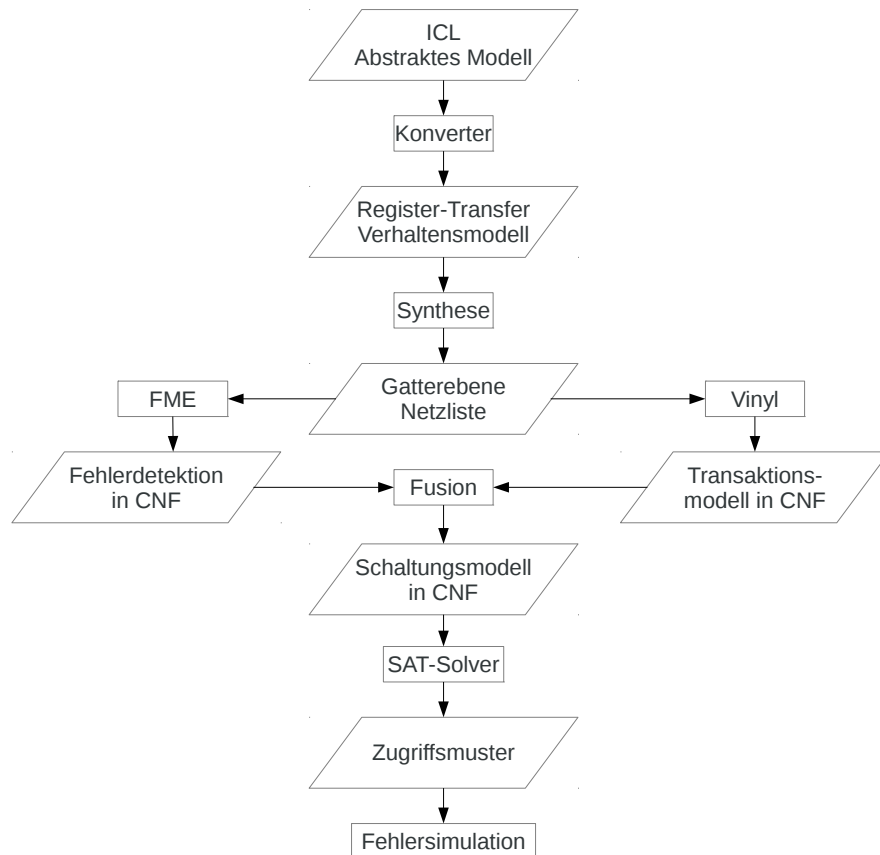 ICL
Abstraktes Modell
Konverter
Register-Transfer
Verhaltensmodell
Synthese
Gatterebene
Netzliste
FME
Vinyl
Fehlerdetektion
in CNF
Fusion
Transaktions-
modell in CNF
Schaltungsmodell
in CNF
SAT-Solver
Zugriffsmuster
Fehlersimulation